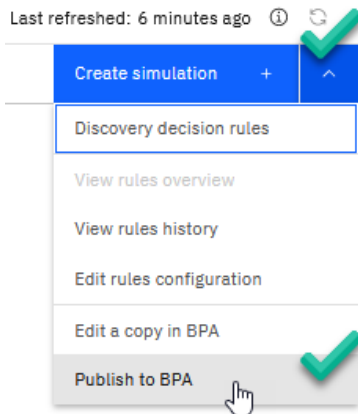 Last refreshed: 6 minutes ago
Create simulation +
Discovery decision rules
View rules overview
View rules history
Edit rules configuration
Edit a copy in BPA
Publish to BPA